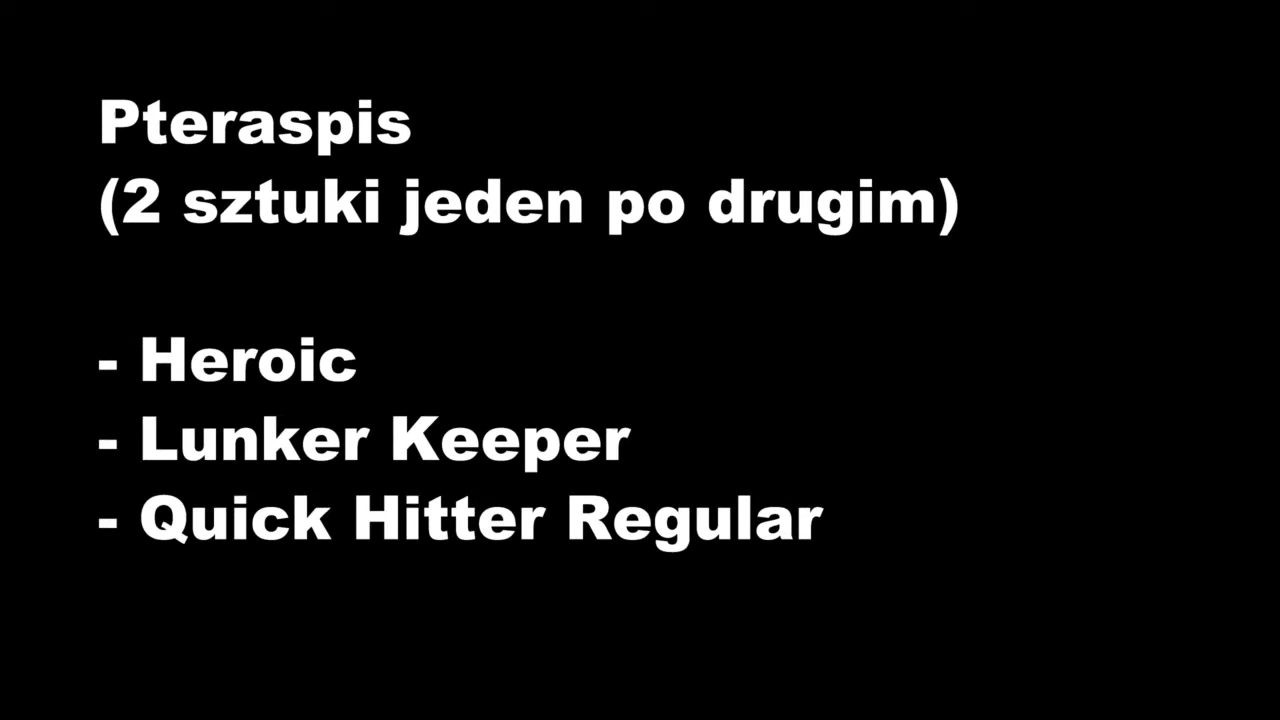 Pteraspis
(2 sztuki jeden po drugim)
- Heroic
- Lunker Keeper
- Quick Hitter Regular